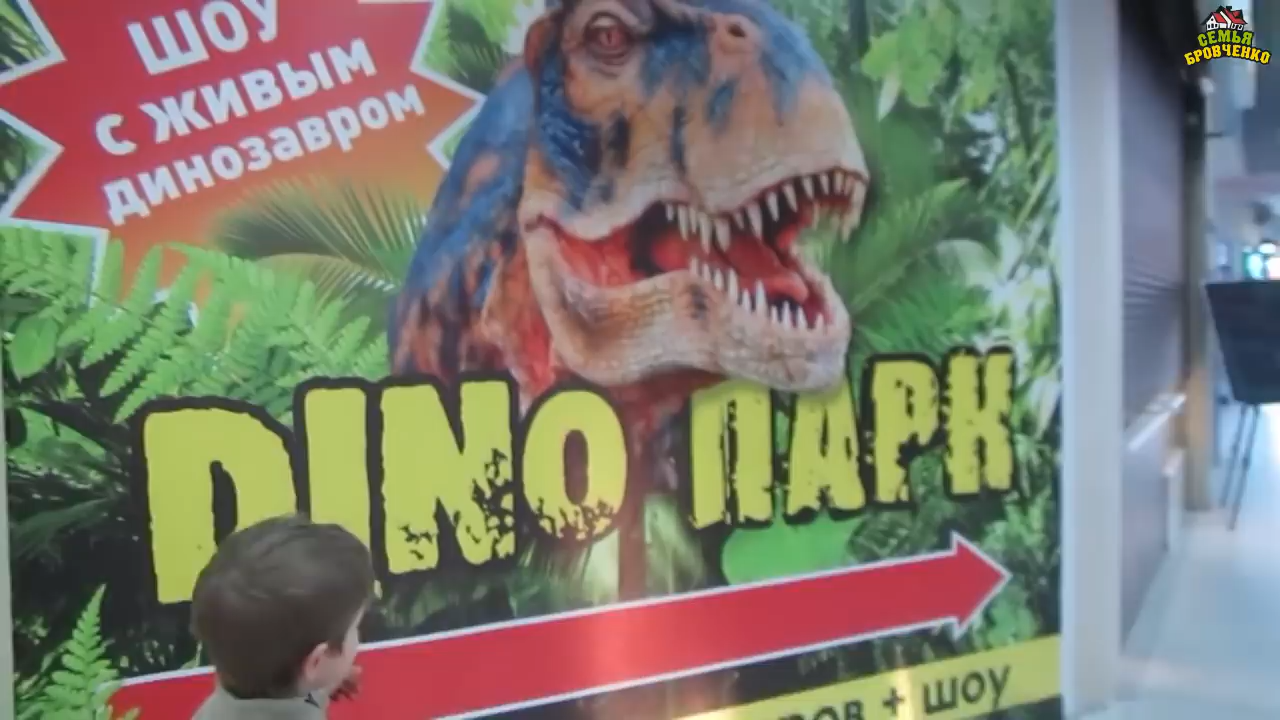 СЕМЬЯ
БРОВЧЕНКО
ШОУ
С ЖИВЫМ
ДИНОЗАВРОМ
DINO ПАРК
+ ШОУ